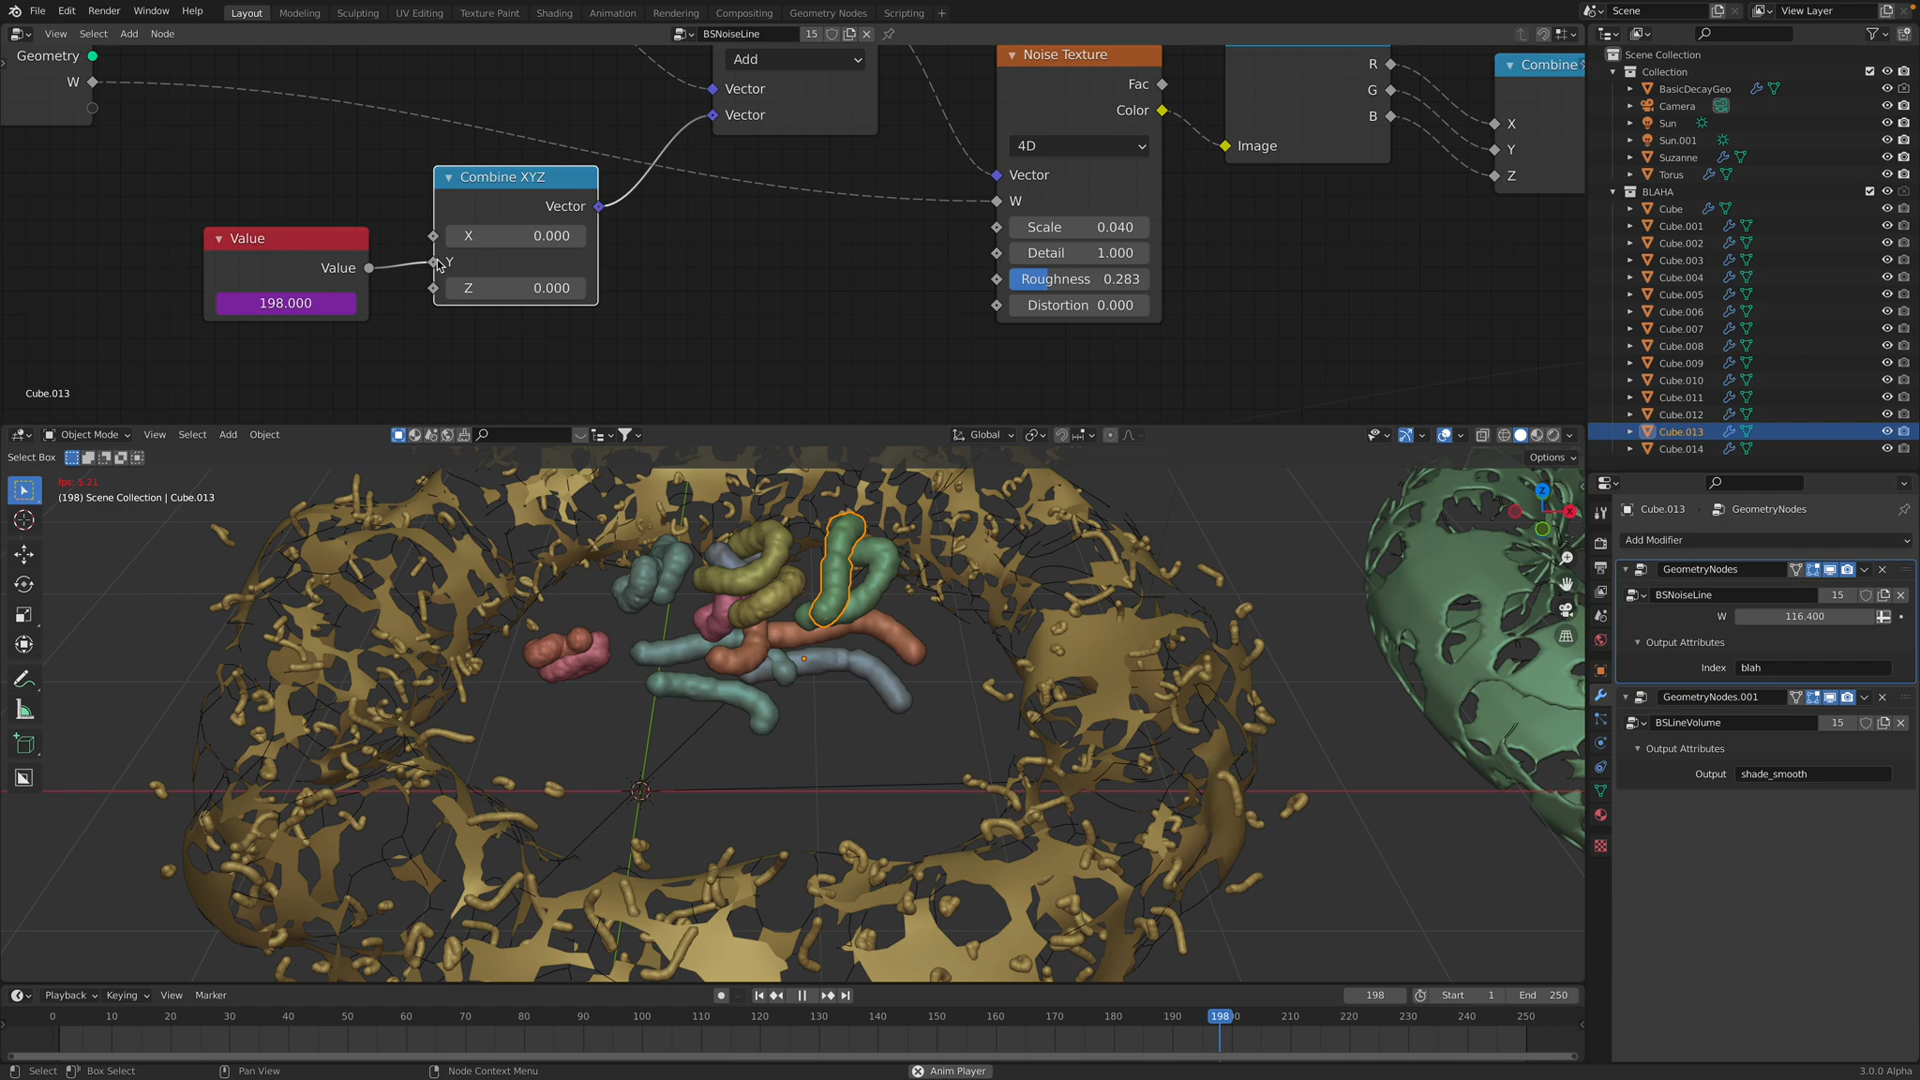 File Edit Render Window Help Layout Modeling Sculpting UV Editing Texture Paint Shading Animation Rendering Compositing Geometry Nodes Scripting + Scene View Layer
View Select Add Node BSNoiseLine 15
Geometry
W
Add
Vector
Vector
Combine XYZ
Vector
X 0.000
Y
Z 0.000
Value
Value
198.000
Noise Texture
Fac
Color
4D
Vector
W
Scale 0.040
Detail 1.000
Roughness 0.283
Distortion 0.000
R
G
B
Image
Combine
X
Y
Z
Cube.013
Scene Collection
Collection
BasicDecayGeo
Camera
Sun
Sun.001
Suzanne
Torus
BLAHA
Cube
Cube.001
Cube.002
Cube.003
Cube.004
Cube.005
Cube.006
Cube.007
Cube.008
Cube.009
Cube.010
Cube.011
Cube.012
Cube.013
Cube.014
Object Mode View Select Add Object Global
Select Box Options
fps: 5.21
(198) Scene Collection | Cube.013
Z
X
Cube.013 GeometryNodes
Add Modifier
GeometryNodes
BSNoiseLine 15
W 116.400
Output Attributes
Index blah
GeometryNodes.001
BSLineVolume 15
Output Attributes
Output shade_smooth
Playback Keying View Marker 198 Start 1 End 250
0 10 20 30 40 50 60 70 80 90 100 110 120 130 140 150 160 170 180 190 198 210 220 230 240 250
Select Box Select Pan View Node Context Menu Anim Player 3.0.0 Alpha